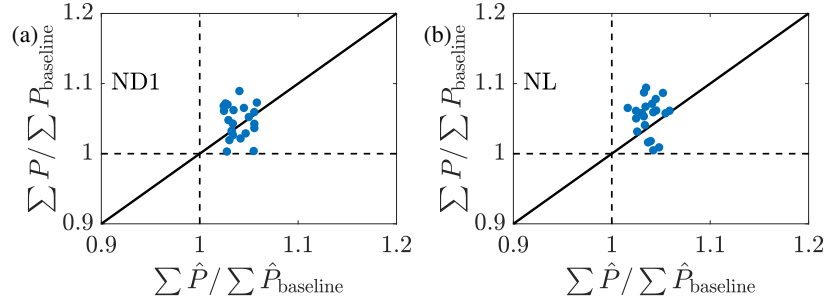 (a)
∑ P / ∑ P_baseline
1.2
1.1
1
0.9
ND1
0.9 1 1.1 1.2
∑ P̂ / ∑ P̂_baseline
(b)
∑ P / ∑ P_baseline
1.2
1.1
1
0.9
NL
0.9 1 1.1 1.2
∑ P̂ / ∑ P̂_baseline